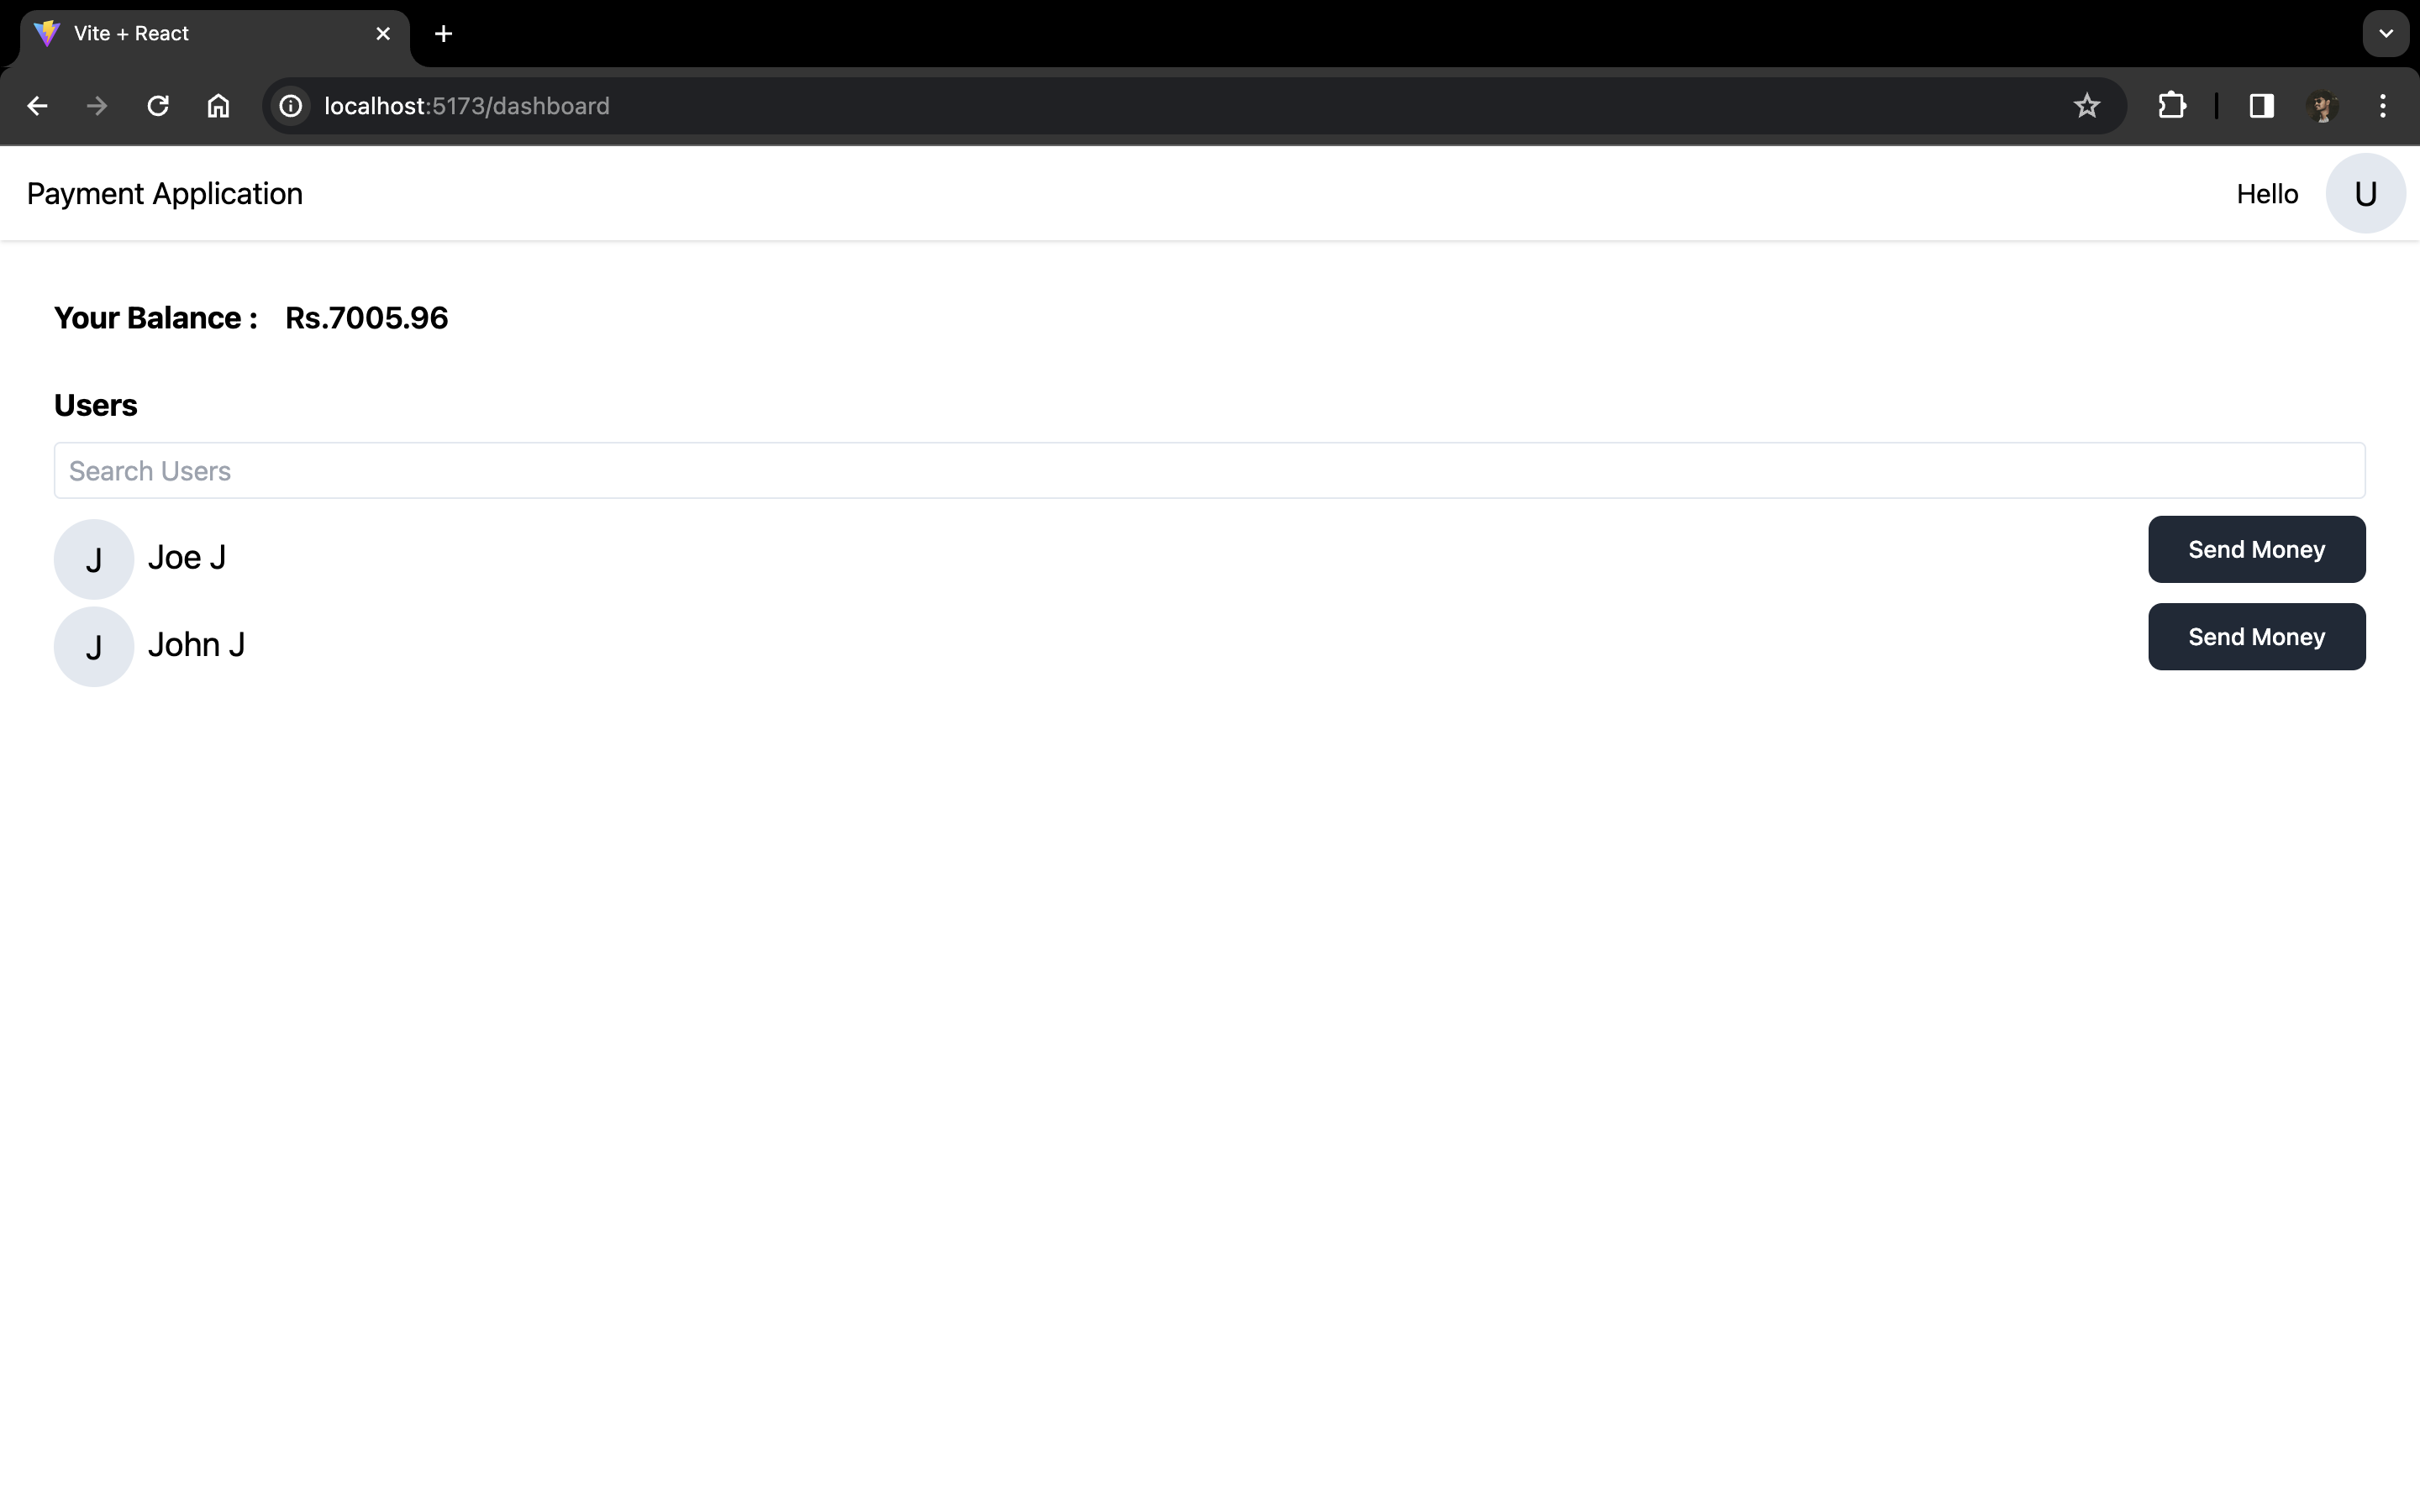 Vite + React
localhost:5173/dashboard
Payment Application
Hello U
Your Balance : Rs.7005.96
Users
Search Users
J Joe J Send Money
J John J Send Money